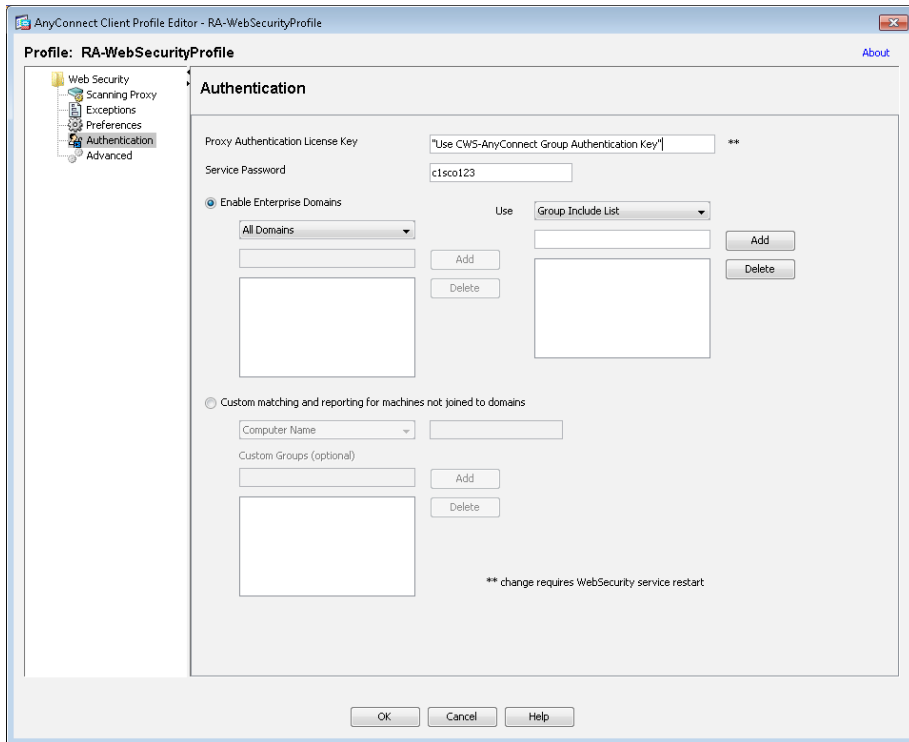 AnyConnect Client Profile Editor - RA-WebSecurityProfile
Profile: RA-WebSecurityProfile
About
Web Security
Scanning Proxy
Exceptions
Preferences
Authentication
Advanced
Authentication
Proxy Authentication License Key
"Use CWS-AnyConnect Group Authentication Key"
**
Service Password
c1sco123
Enable Enterprise Domains
Use
Group Include List
All Domains
Add
Delete
Add
Delete
Custom matching and reporting for machines not joined to domains
Computer Name
Custom Groups (optional)
Add
Delete
** change requires WebSecurity service restart
OK
Cancel
Help